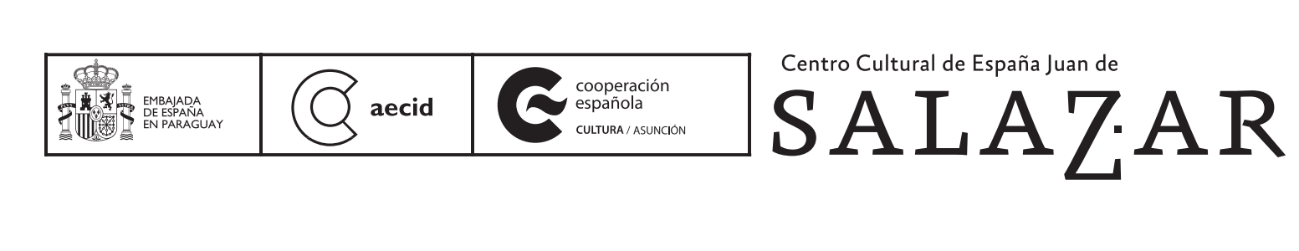 EMBAJADA
DE ESPAÑA
EN PARAGUAY
aecid
cooperación
española
CULTURA / ASUNCIÓN
Centro Cultural de España Juan de
SALAZAR